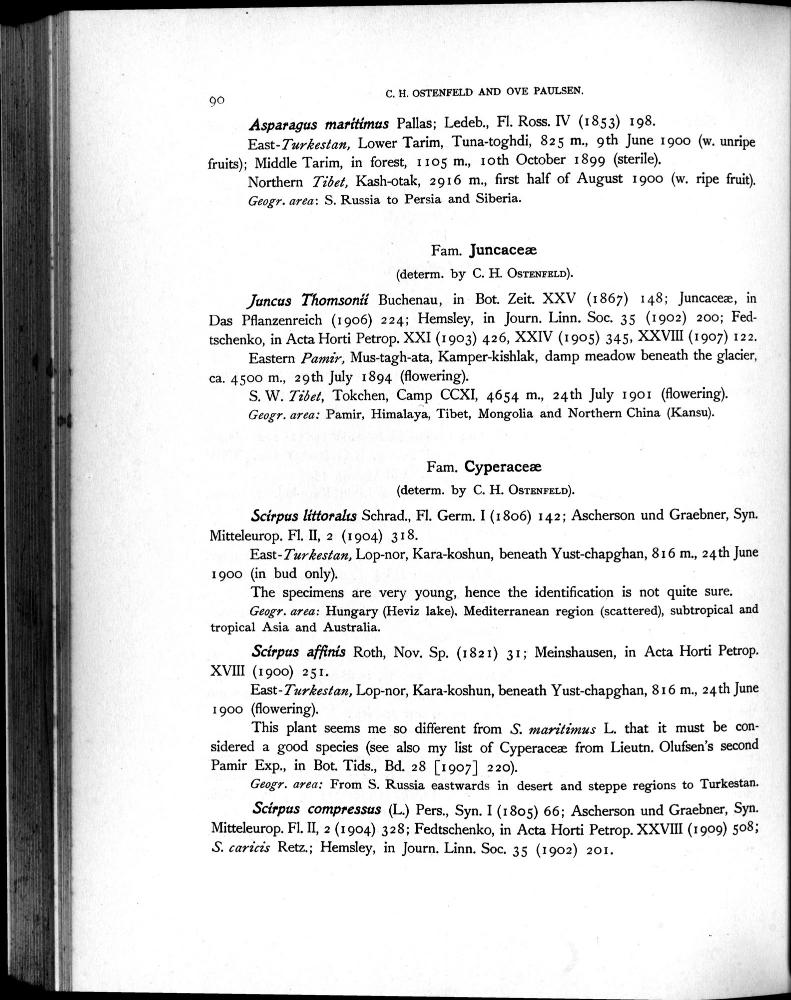 90
C. H. OSTENFELD AND OVE PAULSEN.
Asparagus maritimus Pallas; Ledeb., Fl. Ross. IV (1853) 198.
East-Turkestan, Lower Tarim, Tuna-toghdi, 825 m., 9th June 1900 (w. unripe
fruits); Middle Tarim, in forest, 1105 m., 10th October 1899 (sterile).
Northern Tibet, Kash-otak, 2916 m., first half of August 1900 (w. ripe fruit).
Geogr. area: S. Russia to Persia and Siberia.
Fam. Juncaceæ
(determ. by C. H. OSTENFELD).
Juncus Thomsonii Buchenau, in Bot. Zeit. XXV (1867) 148; Juncaceæ, in
Das Pflanzenreich (1906) 224; Hemsley, in Journ. Linn. Soc. 35 (1902) 200; Fed-
tschenko, in Acta Horti Petrop. XXI (1903) 426, XXIV (1905) 345, XXVIII (1907) 122.
Eastern Pamir, Mus-tagh-ata, Kamper-kishlak, damp meadow beneath the glacier,
ca. 4500 m., 29th July 1894 (flowering).
S. W. Tibet, Tokchen, Camp CCXI, 4654 m., 24th July 1901 (flowering).
Geogr. area: Pamir, Himalaya, Tibet, Mongolia and Northern China (Kansu).
Fam. Cyperaceæ
(determ. by C. H. OSTENFELD).
Scirpus littoralis Schrad., Fl. Germ. I (1806) 142; Ascherson und Graebner, Syn.
Mitteleurop. Fl. II, 2 (1904) 318.
East-Turkestan, Lop-nor, Kara-koshun, beneath Yust-chapghan, 816 m., 24th June
1900 (in bud only).
The specimens are very young, hence the identification is not quite sure.
Geogr. area: Hungary (Heviz lake), Mediterranean region (scattered), subtropical and
tropical Asia and Australia.
Scirpus affinis Roth, Nov. Sp. (1821) 31; Meinshausen, in Acta Horti Petrop.
XVIII (1900) 251.
East-Turkestan, Lop-nor, Kara-koshun, beneath Yust-chapghan, 816 m., 24th June
1900 (flowering).
This plant seems me so different from S. maritimus L. that it must be con-
sidered a good species (see also my list of Cyperaceæ from Lieutn. Olufsen's second
Pamir Exp., in Bot. Tids., Bd. 28 [1907] 220).
Geogr. area: From S. Russia eastwards in desert and steppe regions to Turkestan.
Scirpus compressus (L.) Pers., Syn. I (1805) 66; Ascherson und Graebner, Syn.
Mitteleurop. Fl. II, 2 (1904) 328; Fedtschenko, in Acta Horti Petrop. XXVIII (1909) 508;
S. caricis Retz.; Hemsley, in Journ. Linn. Soc. 35 (1902) 201.